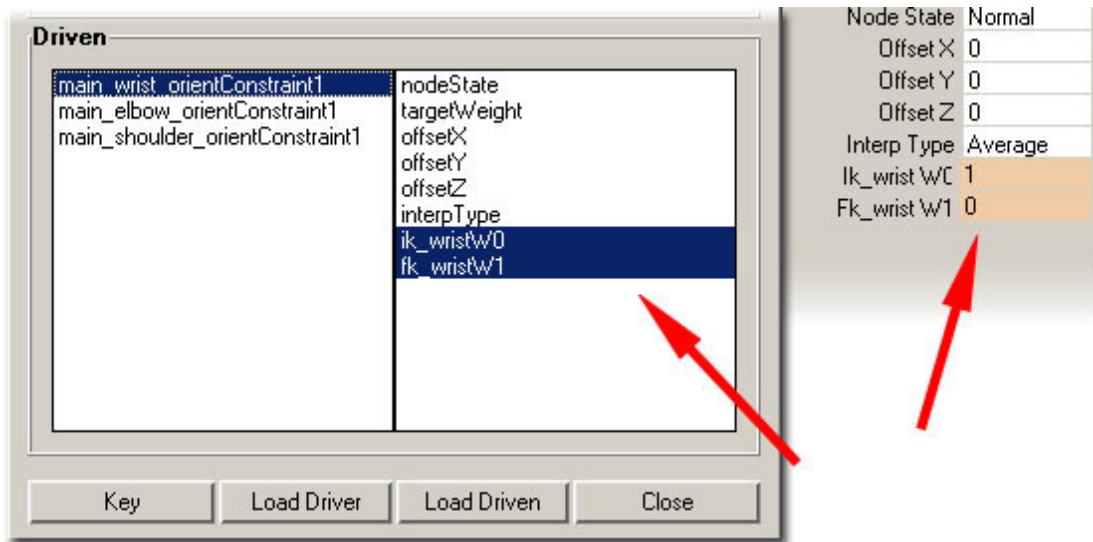 Driven
main_wrist_orientConstraint1
main_elbow_orientConstraint1
main_shoulder_orientConstraint1
nodeState
targetWeight
offsetX
offsetY
offsetZ
interpType
ik_wristW0
fk_wristW1
Key
Load Driver
Load Driven
Close
Node State Normal
Offset X 0
Offset Y 0
Offset Z 0
Interp Type Average
Ik_wrist W0 1
Fk_wrist W1 0